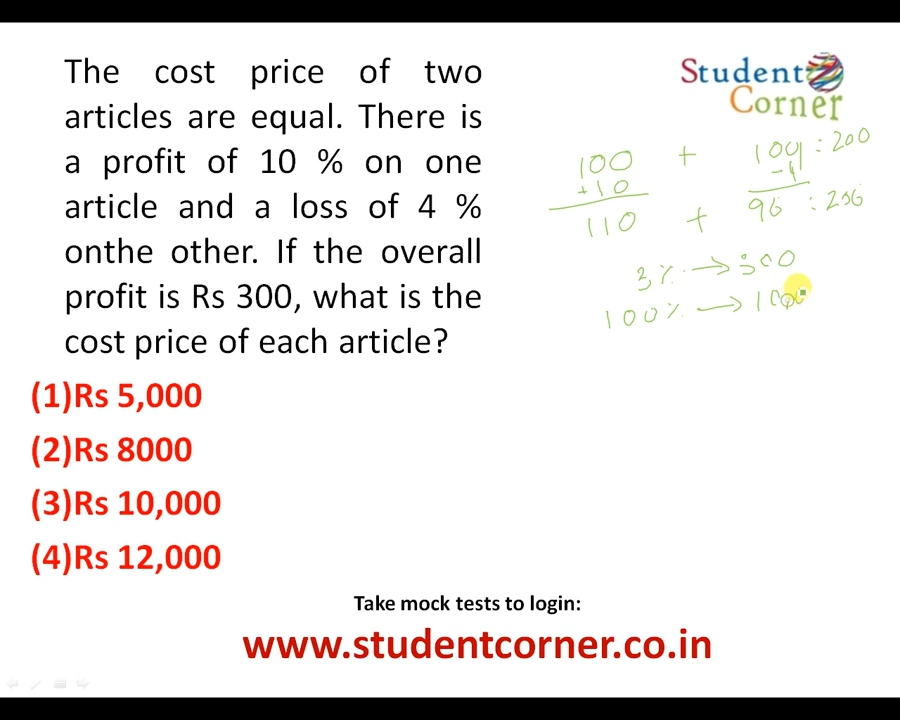 The cost price of two
articles are equal. There is
a profit of 10 % on one
article and a loss of 4 %
onthe other. If the overall
profit is Rs 300, what is the
cost price of each article?
(1)Rs 5,000
(2)Rs 8000
(3)Rs 10,000
(4)Rs 12,000
Student
Corner
100 + 100 : 200
+10 -4
110 + 96 : 206
3% → 300
100% →
Take mock tests to login:
www.studentcorner.co.in